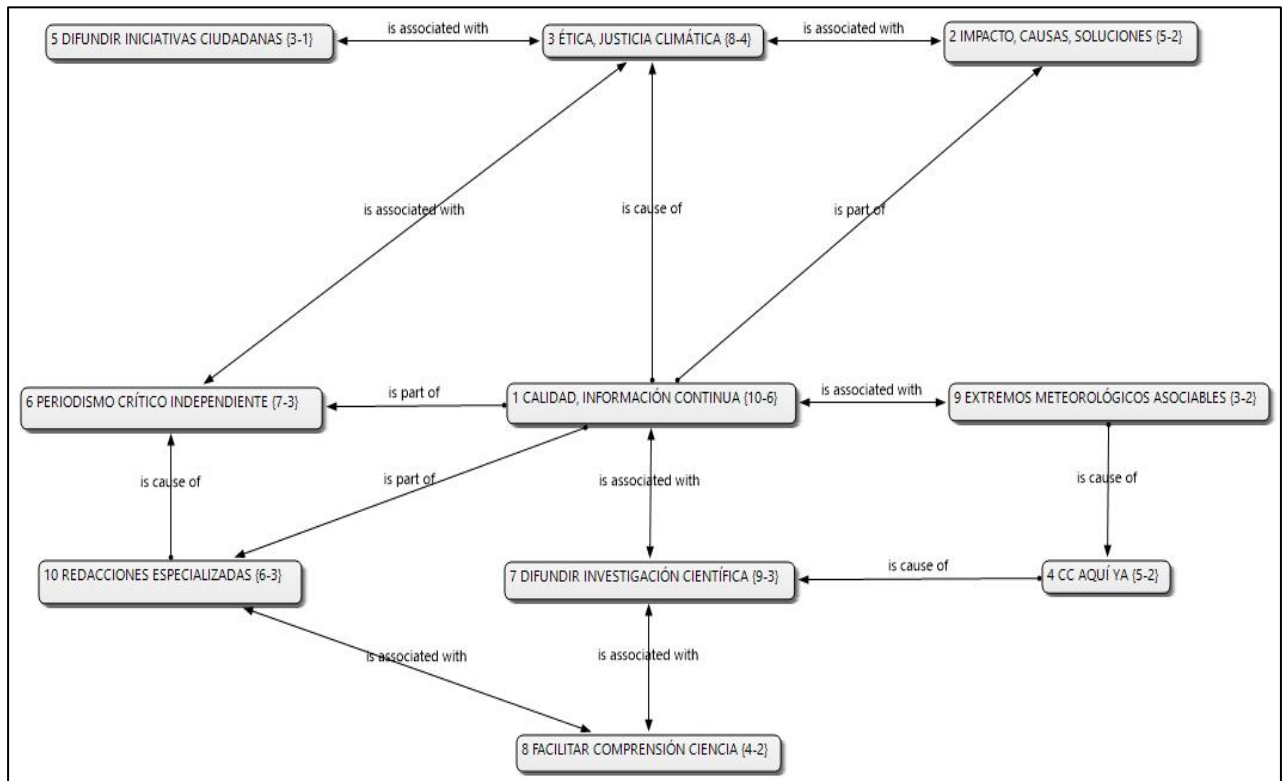 is associated with
is associated with
5 DIFUNDIR INICIATIVAS CIUDADANAS {3-1}
3 ÉTICA, JUSTICIA CLIMÁTICA {8-4}
2 IMPACTO, CAUSAS, SOLUCIONES {5-2}
is associated with
is cause of
is part of
6 PERIODISMO CRÍTICO INDEPENDIENTE {7-3}
is part of
1 CALIDAD, INFORMACIÓN CONTINUA {10-6}
is associated with
9 EXTREMOS METEOROLÓGICOS ASOCIABLES {3-2}
is cause of
is part of
is associated with
is cause of
10 REDACCIONES ESPECIALIZADAS {6-3}
7 DIFUNDIR INVESTIGACIÓN CIENTÍFICA {9-3}
is cause of
4 CC AQUÍ YA {5-2}
is associated with
is associated with
8 FACILITAR COMPRENSIÓN CIENCIA {4-2}